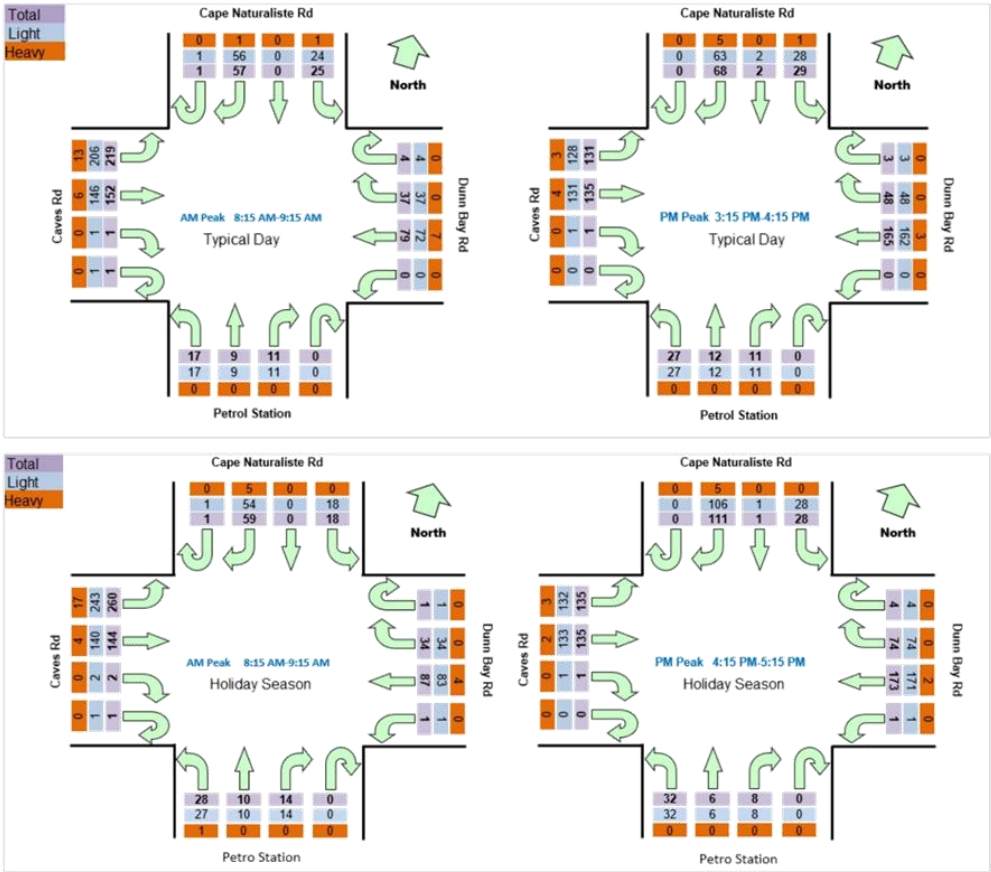 Total
Light
Heavy
Cape Naturaliste Rd
0 1 0 1
1 56 0 24
1 57 0 25
North
Caves Rd
13 206 219
6 146 152
0 1 1
0 1 1
AM Peak 8:15 AM-9:15 AM
Typical Day
4 4 0
37 37 0
79 72 7
0 0 0
Dunn Bay Rd
17 9 11 0
17 9 11 0
0 0 0 0
Petrol Station
Cape Naturaliste Rd
0 5 0 1
0 63 2 28
0 68 2 29
North
Caves Rd
3 128 131
4 131 135
0 1 1
0 0 0
PM Peak 3:15 PM-4:15 PM
Typical Day
3 3 0
48 48 0
165 162 3
0 0 0
Dunn Bay Rd
27 12 11 0
27 12 11 0
0 0 0 0
Petrol Station
Total
Light
Heavy
Cape Naturaliste Rd
0 5 0 0
1 54 0 18
1 59 0 18
North
Caves Rd
17 243 260
4 140 144
0 2 2
0 1 1
AM Peak 8:15 AM-9:15 AM
Holiday Season
1 1 0
34 34 0
87 83 4
1 1 0
Dunn Bay Rd
28 10 14 0
27 10 14 0
1 0 0 0
Petro Station
Cape Naturaliste Rd
0 5 0 0
0 106 1 28
0 111 1 28
North
Caves Rd
3 132 135
2 133 135
0 1 1
0 0 0
PM Peak 4:15 PM-5:15 PM
Holiday Season
4 4 0
74 74 0
173 171 2
1 1 0
Dunn Bay Rd
32 6 8 0
32 6 8 0
0 0 0 0
Petro Station